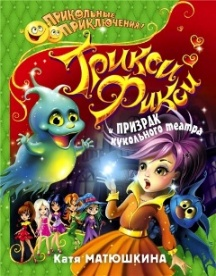 ПРИКОЛЬНЫЕ
ПРИКЛЮЧЕНИЯ!
Трикси-
Фикси
и ПРИЗРАК
кукольного театра
Катя МАТЮШКИНА